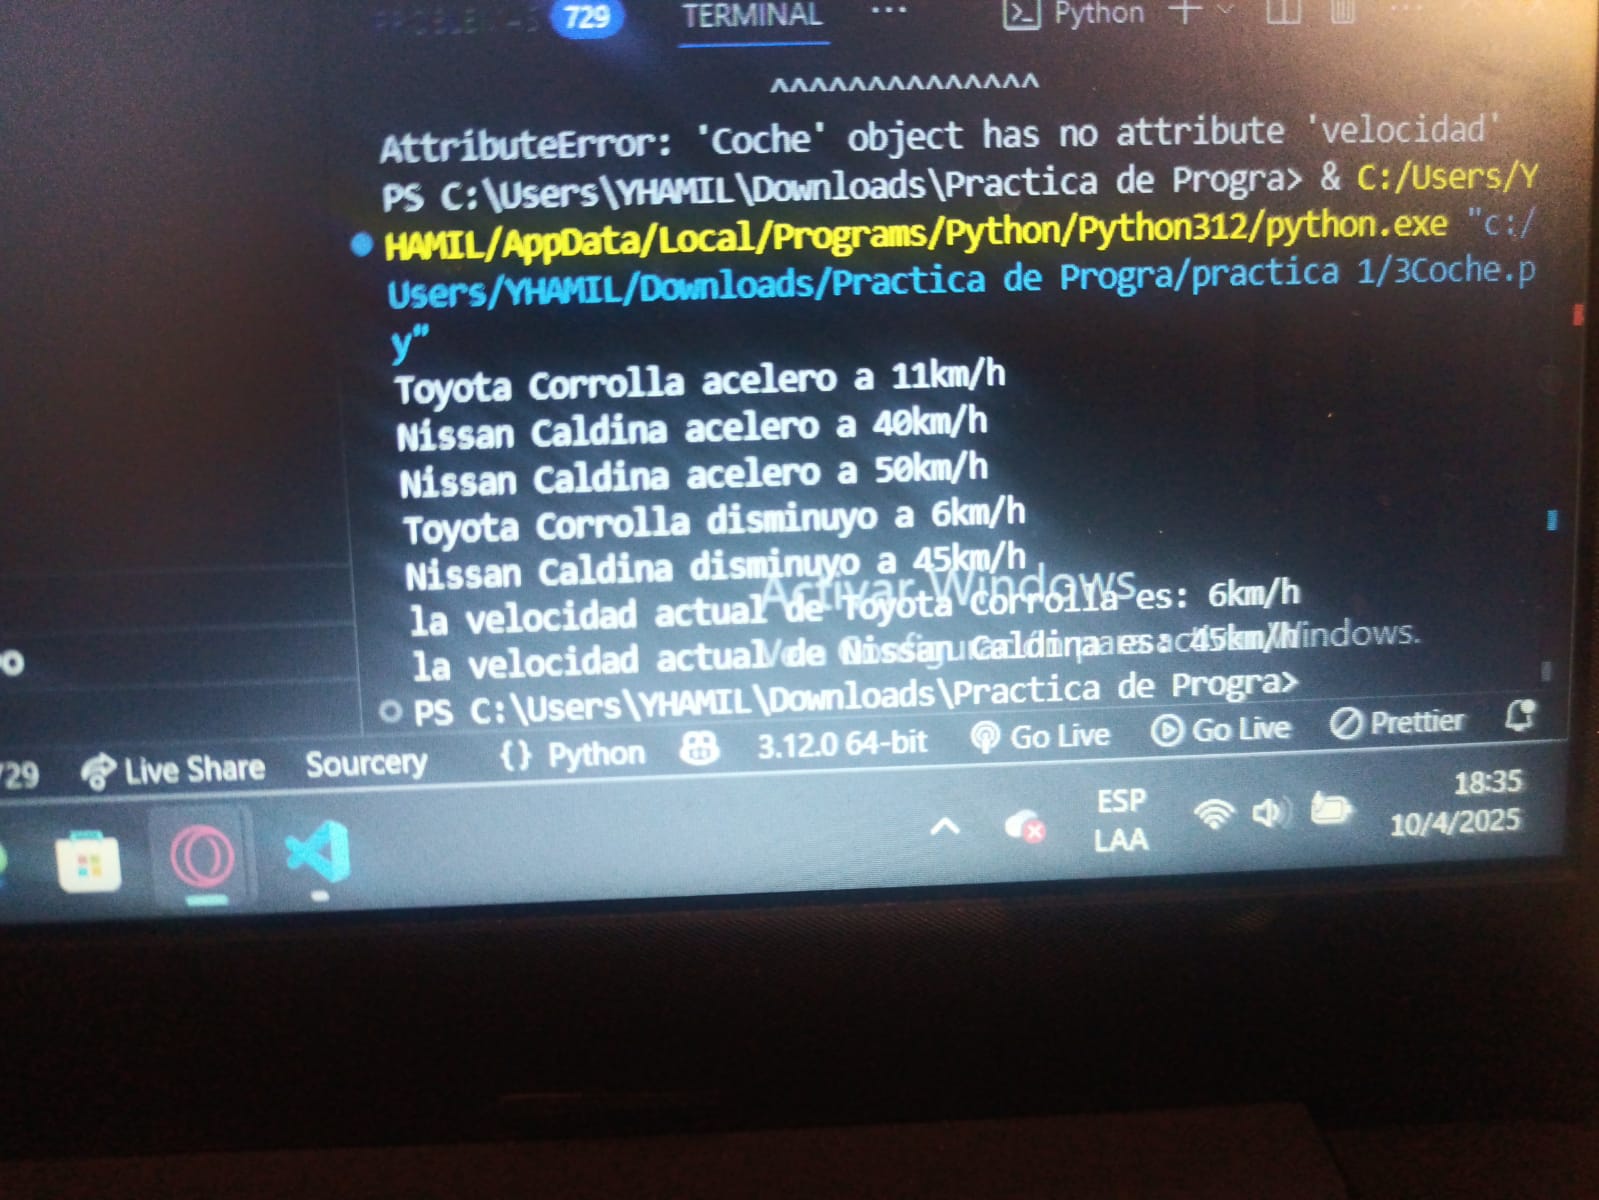 PROBLEMAS 729 TERMINAL ... Python
^^^^^^^^^^^^^^
AttributeError: 'Coche' object has no attribute 'velocidad'
PS C:\Users\YHAMIL\Downloads\Practica de Progra> & C:/Users/Y
HAMIL/AppData/Local/Programs/Python/Python312/python.exe "c:/
Users/YHAMIL/Downloads/Practica de Progra/practica 1/3Coche.p
y"
Toyota Corrolla acelero a 11km/h
Nissan Caldina acelero a 40km/h
Nissan Caldina acelero a 50km/h
Toyota Corrolla disminuyo a 6km/h
Nissan Caldina disminuyo a 45km/h
Activar Windows
la velocidad actual de Toyota Corrolla es: 6km/h
Ve a Configuración para activar Windows.
la velocidad actual de Nissan Caldina es: 45km/h
PS C:\Users\YHAMIL\Downloads\Practica de Progra>
729 Live Share Sourcery {} Python 3.12.0 64-bit Go Live Go Live Prettier
ESP
LAA
18:35
10/4/2025